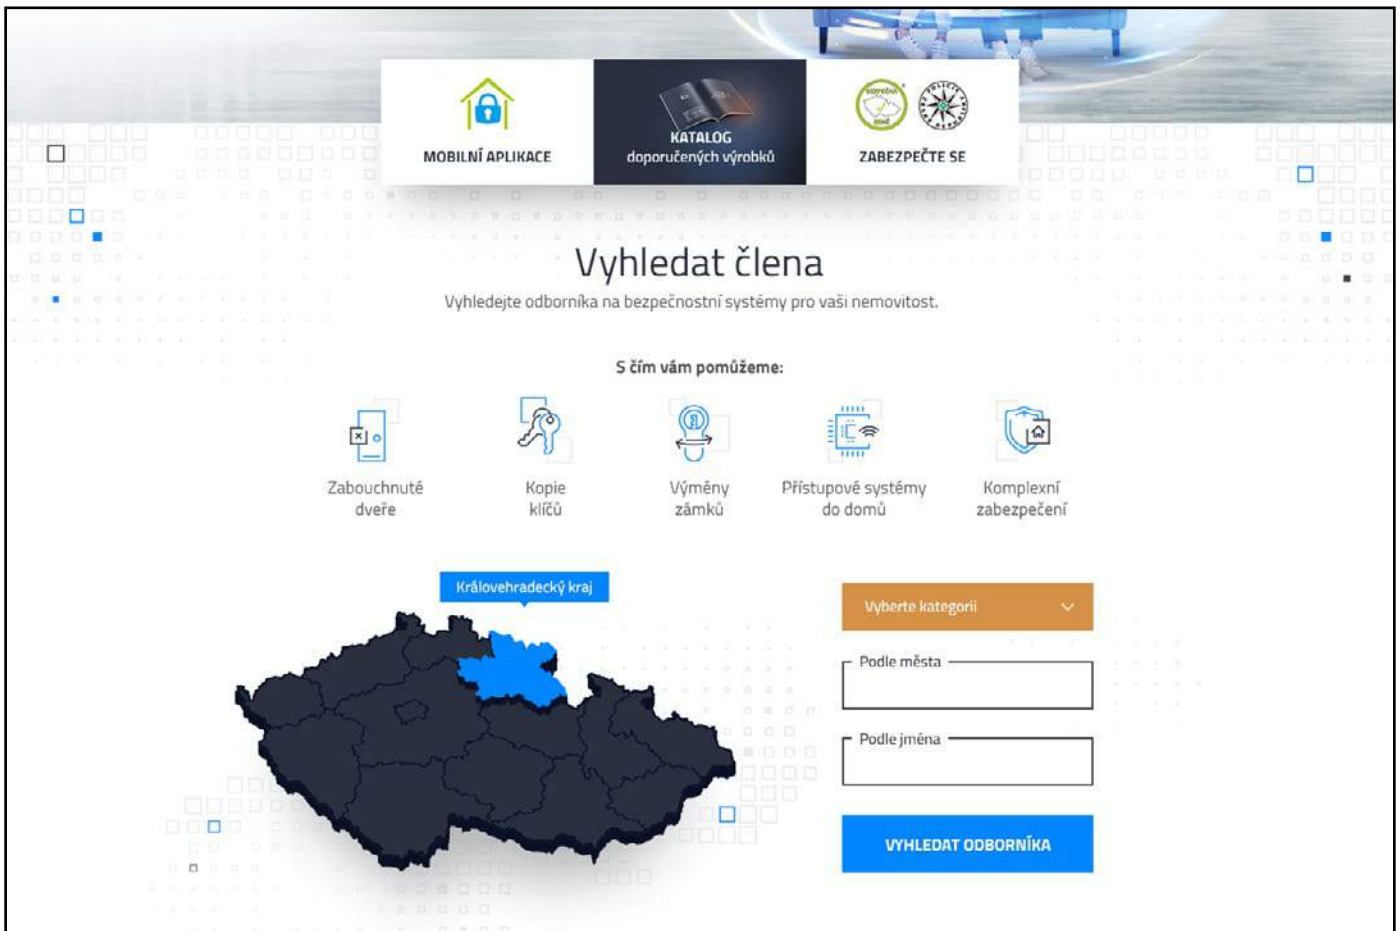 BEZPEČNÁ
ZEMĚ
MOBILNÍ APLIKACE
KATALOG
doporučených výrobků
ZABEZPEČTE SE
Vyhledat člena
Vyhledejte odborníka na bezpečnostní systémy pro vaši nemovitost.
S čím vám pomůžeme:
Zabouchnuté
dveře
Kopie
klíčů
Výměny
zámků
Přístupové systémy
do domů
Komplexní
zabezpečení
Královehradecký kraj
Vyberte kategorii
Podle města
Podle jména
VYHLEDAT ODBORNÍKA